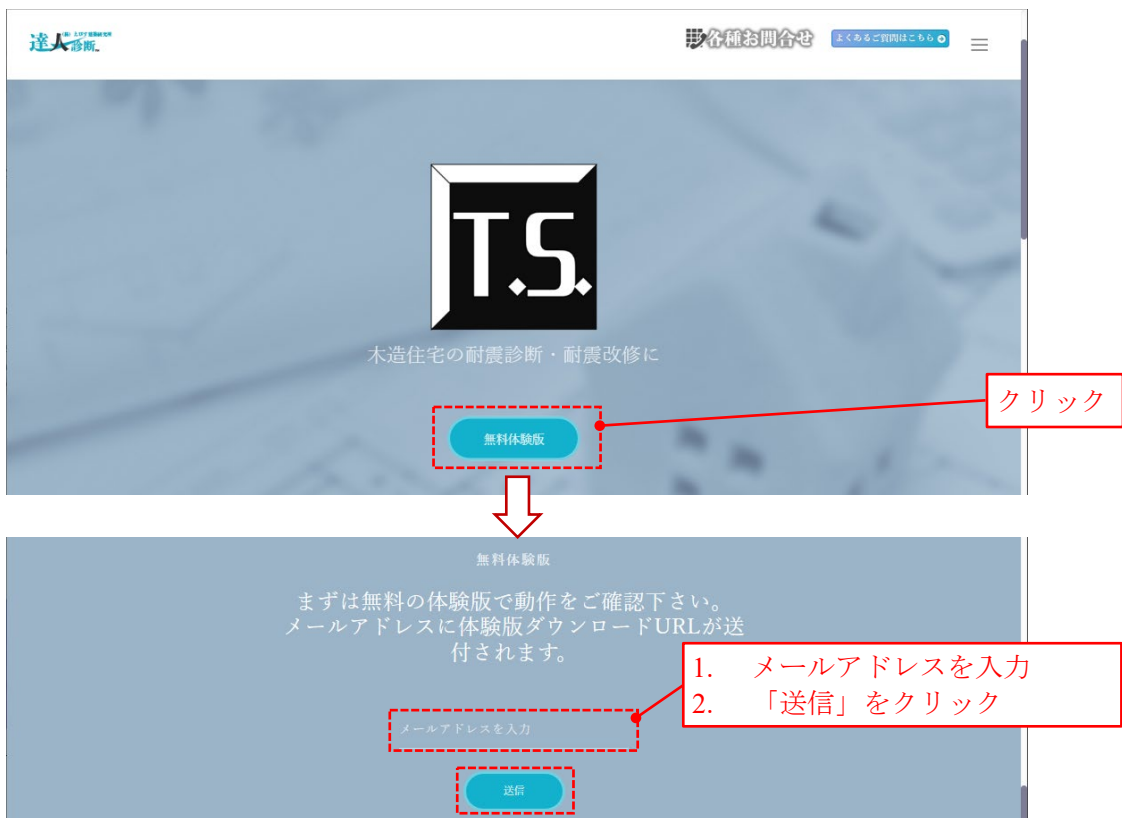 達人診断
各種お問合せ
よくあるご質問はこちら
T.S.
木造住宅の耐震診断・耐震改修に
クリック
無料体験版
無料体験版
まずは無料の体験版で動作をご確認下さい。
メールアドレスに体験版ダウンロードURLが送
付されます。
1. メールアドレスを入力
2. 「送信」をクリック
メールアドレスを入力
送信